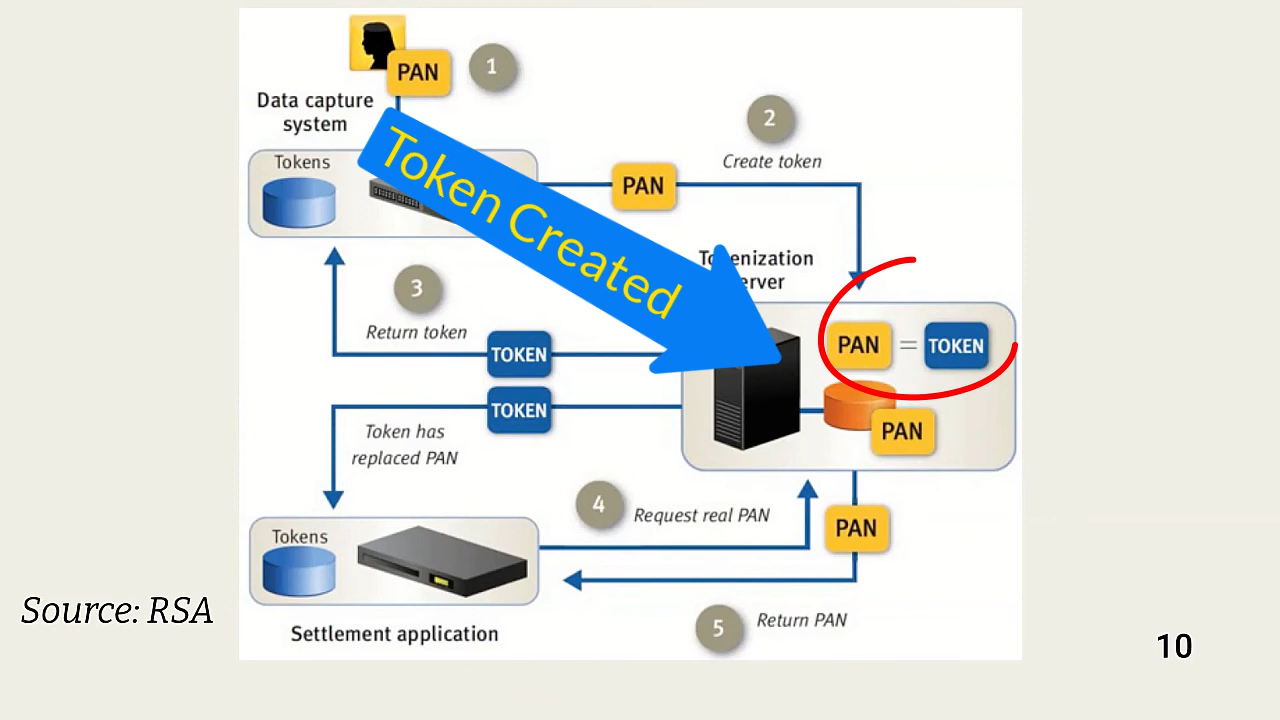 PAN
1
Data capture
system
Tokens
Token Created
2
Create token
PAN
3
Return token
TOKEN
PAN = TOKEN
PAN
TOKEN
Token has
replaced PAN
4
Request real PAN
PAN
Tokens
Settlement application
5
Return PAN
Source: RSA
10